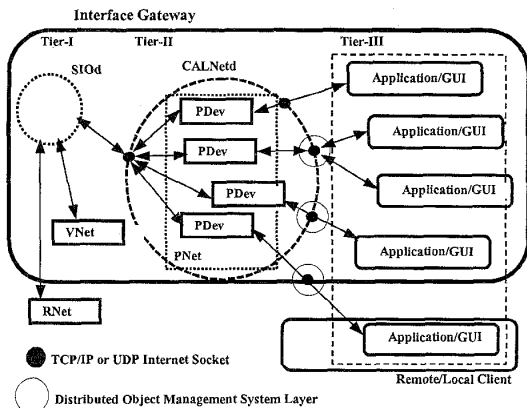 Interface Gateway
Tier-I
Tier-II
Tier-III
SIOd
CALNetd
Application/GUI
PDev
Application/GUI
PDev
Application/GUI
PDev
PDev
Application/GUI
VNet
PNet
RNet
Application/GUI
TCP/IP or UDP Internet Socket
Remote/Local Client
Distributed Object Management System Layer